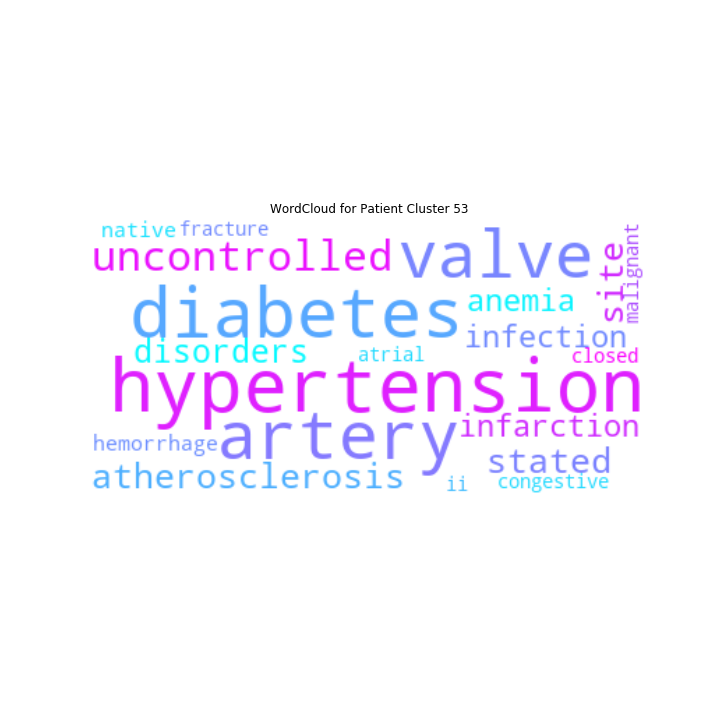 WordCloud for Patient Cluster 53
native fracture
uncontrolled valve
site
malignant
diabetes anemia
infection
disorders atrial closed
hypertension
artery infarction
hemorrhage
atherosclerosis stated
ii congestive